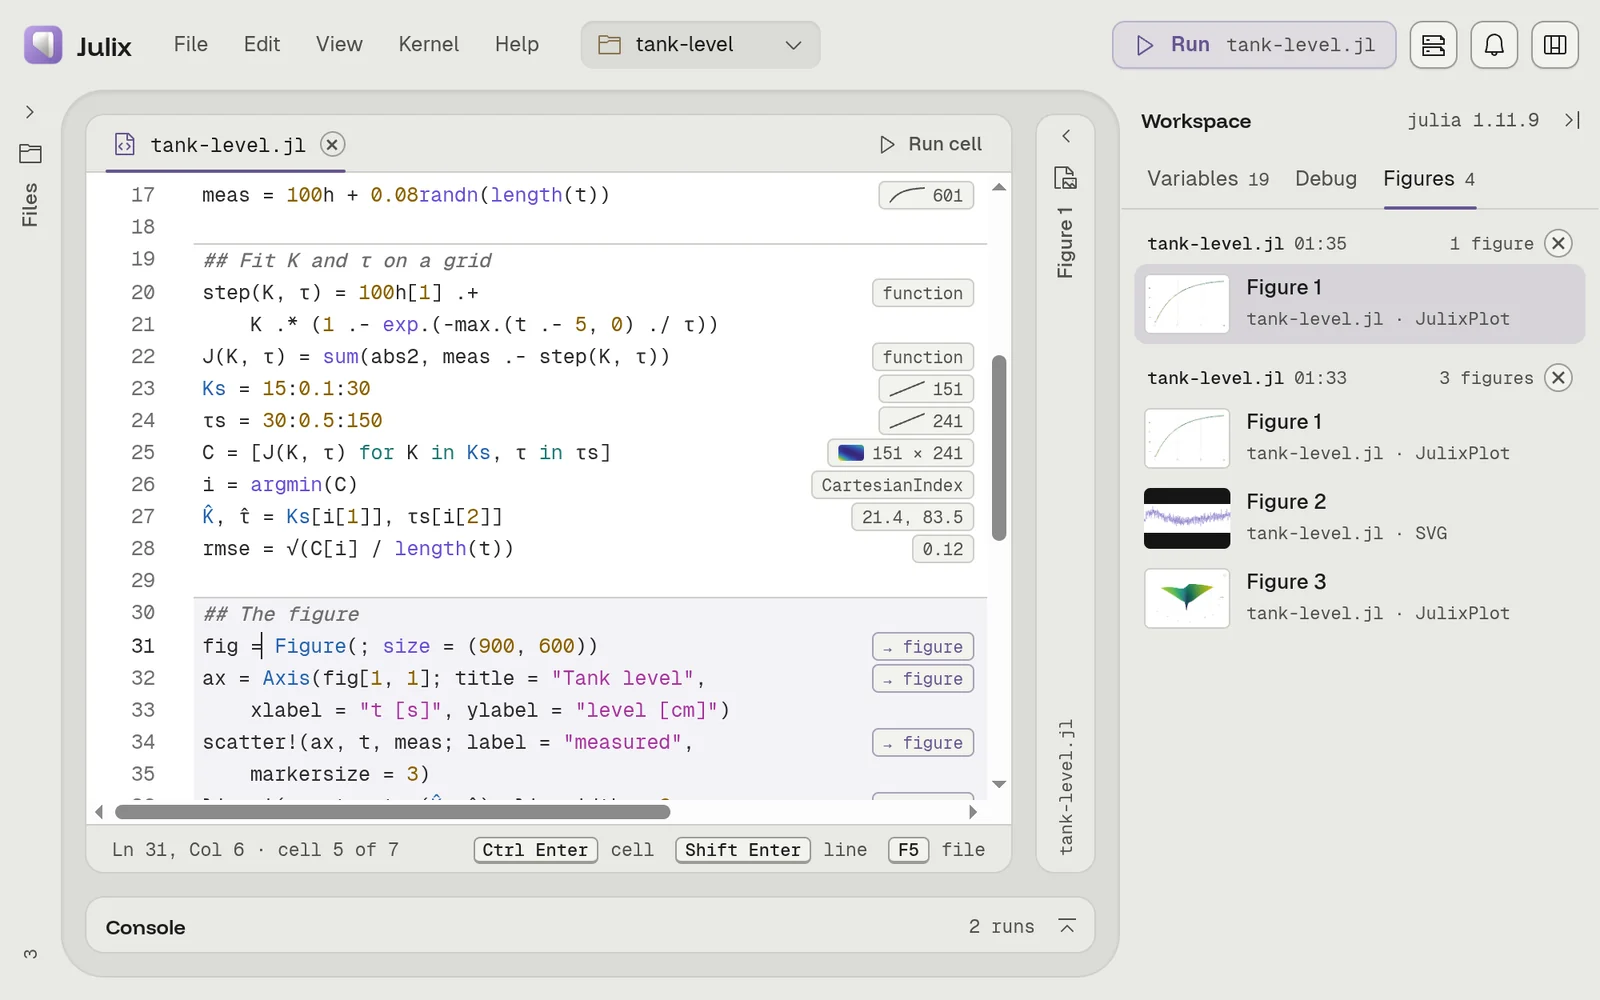 Julix File Edit View Kernel Help tank-level Run tank-level.jl
Files
3
tank-level.jl Run cell
17 meas = 100h + 0.08randn(length(t)) 601
18
19 ## Fit K and τ on a grid
20 step(K, τ) = 100h[1] .+ function
21 K .* (1 .- exp.(-max.(t .- 5, 0) ./ τ))
22 J(K, τ) = sum(abs2, meas .- step(K, τ)) function
23 Ks = 15:0.1:30 151
24 τs = 30:0.5:150 241
25 C = [J(K, τ) for K in Ks, τ in τs] 151 × 241
26 i = argmin(C) CartesianIndex
27 K̂, τ̂ = Ks[i[1]], τs[i[2]] 21.4, 83.5
28 rmse = √(C[i] / length(t)) 0.12
29
30 ## The figure
31 fig = Figure(; size = (900, 600)) → figure
32 ax = Axis(fig[1, 1]; title = "Tank level", → figure
33 xlabel = "t [s]", ylabel = "level [cm]")
34 scatter!(ax, t, meas; label = "measured", → figure
35 markersize = 3)
Ln 31, Col 6 · cell 5 of 7 Ctrl Enter cell Shift Enter line F5 file
Figure 1
tank-level.jl
Console 2 runs
Workspace julia 1.11.9
Variables 19 Debug Figures 4
tank-level.jl 01:35 1 figure
Figure 1
tank-level.jl · JulixPlot
tank-level.jl 01:33 3 figures
Figure 1
tank-level.jl · JulixPlot
Figure 2
tank-level.jl · SVG
Figure 3
tank-level.jl · JulixPlot